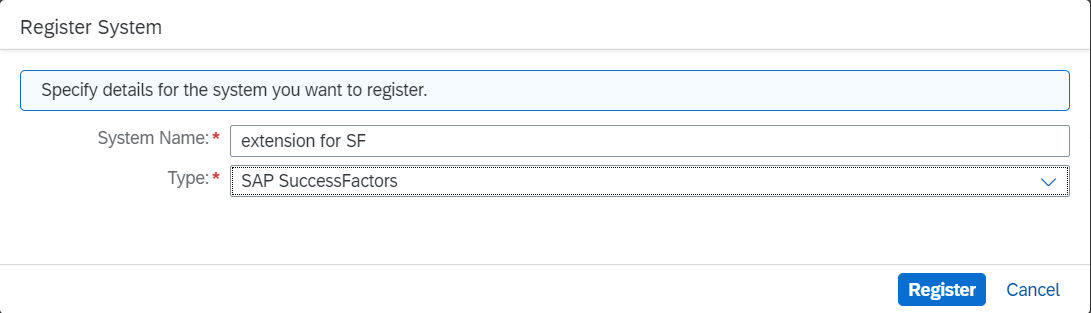 Register System
Specify details for the system you want to register.
System Name:* extension for SF
Type:* SAP SuccessFactors
Register Cancel